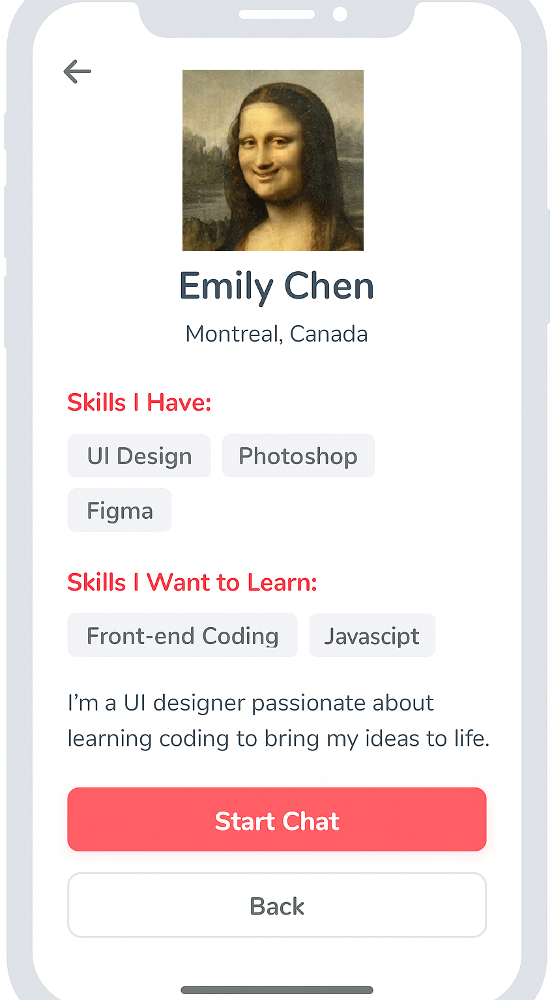 Emily Chen
Montreal, Canada
Skills I Have:
UI Design Photoshop
Figma
Skills I Want to Learn:
Front-end Coding Javascipt
I’m a UI designer passionate about
learning coding to bring my ideas to life.
Start Chat
Back